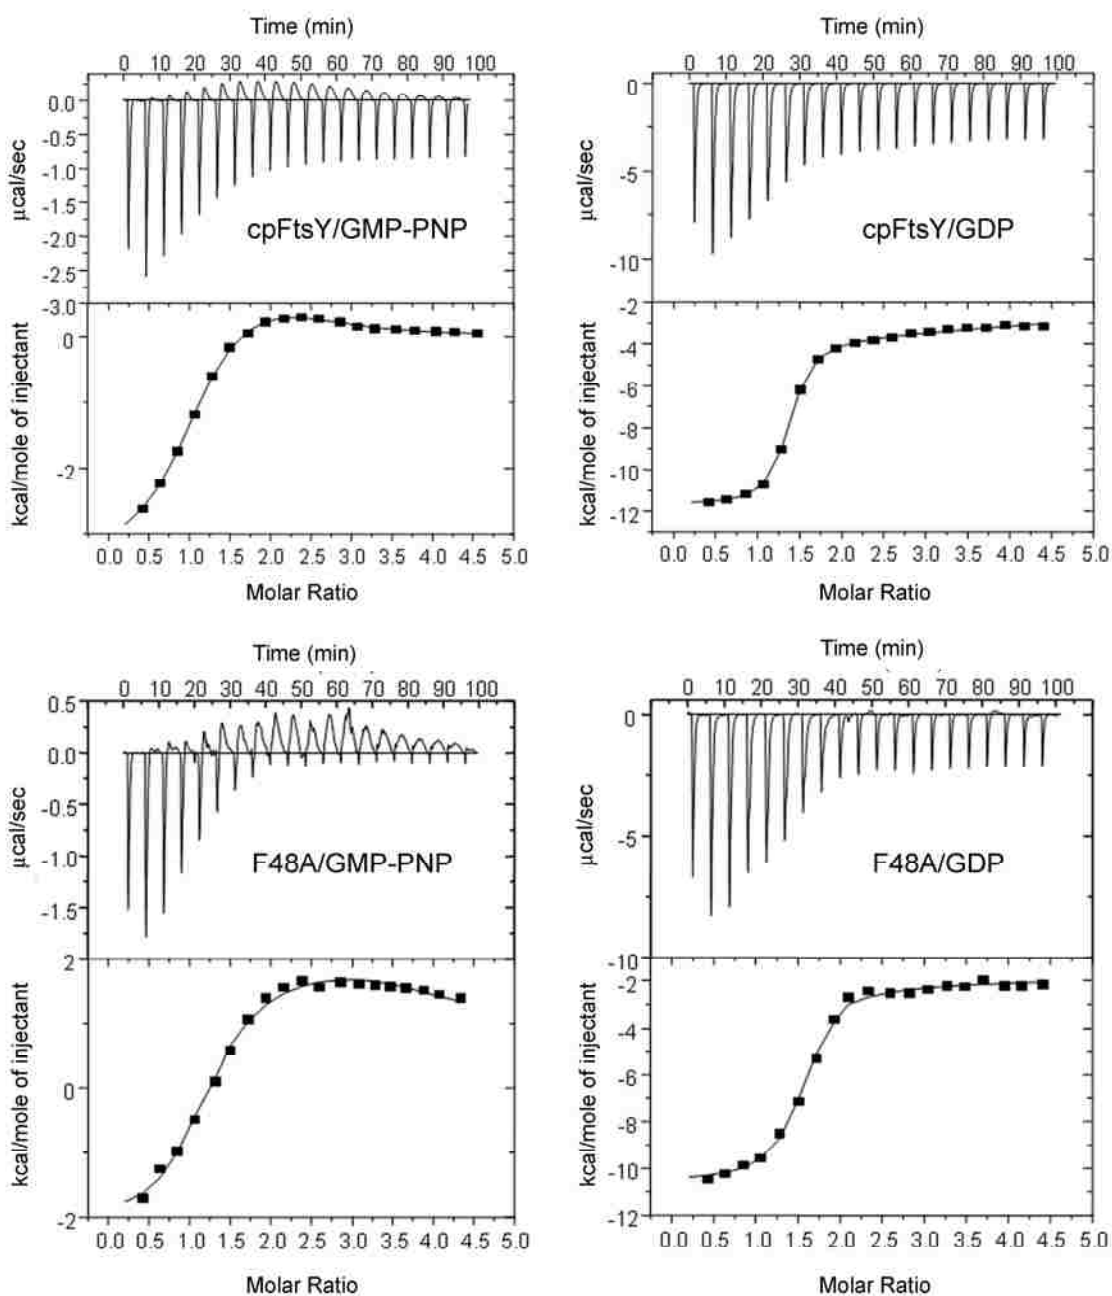 Time (min)
0 10 20 30 40 50 60 70 80 90 100
0.0
-0.5
-1.0
-1.5
-2.0
-2.5
-3.0
µcal/sec
cpFtsY/GMP-PNP
0
-2
kcal/mole of injectant
0.0 0.5 1.0 1.5 2.0 2.5 3.0 3.5 4.0 4.5 5.0
Molar Ratio
Time (min)
0 10 20 30 40 50 60 70 80 90 100
0
-5
-10
µcal/sec
cpFtsY/GDP
-2
-4
-6
-8
-10
-12
kcal/mole of injectant
0.0 0.5 1.0 1.5 2.0 2.5 3.0 3.5 4.0 4.5 5.0
Molar Ratio
Time (min)
0 10 20 30 40 50 60 70 80 90 100
0.5
0.0
-0.5
-1.0
-1.5
µcal/sec
F48A/GMP-PNP
2
0
-2
kcal/mole of injectant
0.0 0.5 1.0 1.5 2.0 2.5 3.0 3.5 4.0 4.5 5.0
Molar Ratio
Time (min)
0 10 20 30 40 50 60 70 80 90 100
0
-5
-10
µcal/sec
F48A/GDP
-2
-4
-6
-8
-10
-12
kcal/mole of injectant
0.0 0.5 1.0 1.5 2.0 2.5 3.0 3.5 4.0 4.5 5.0
Molar Ratio